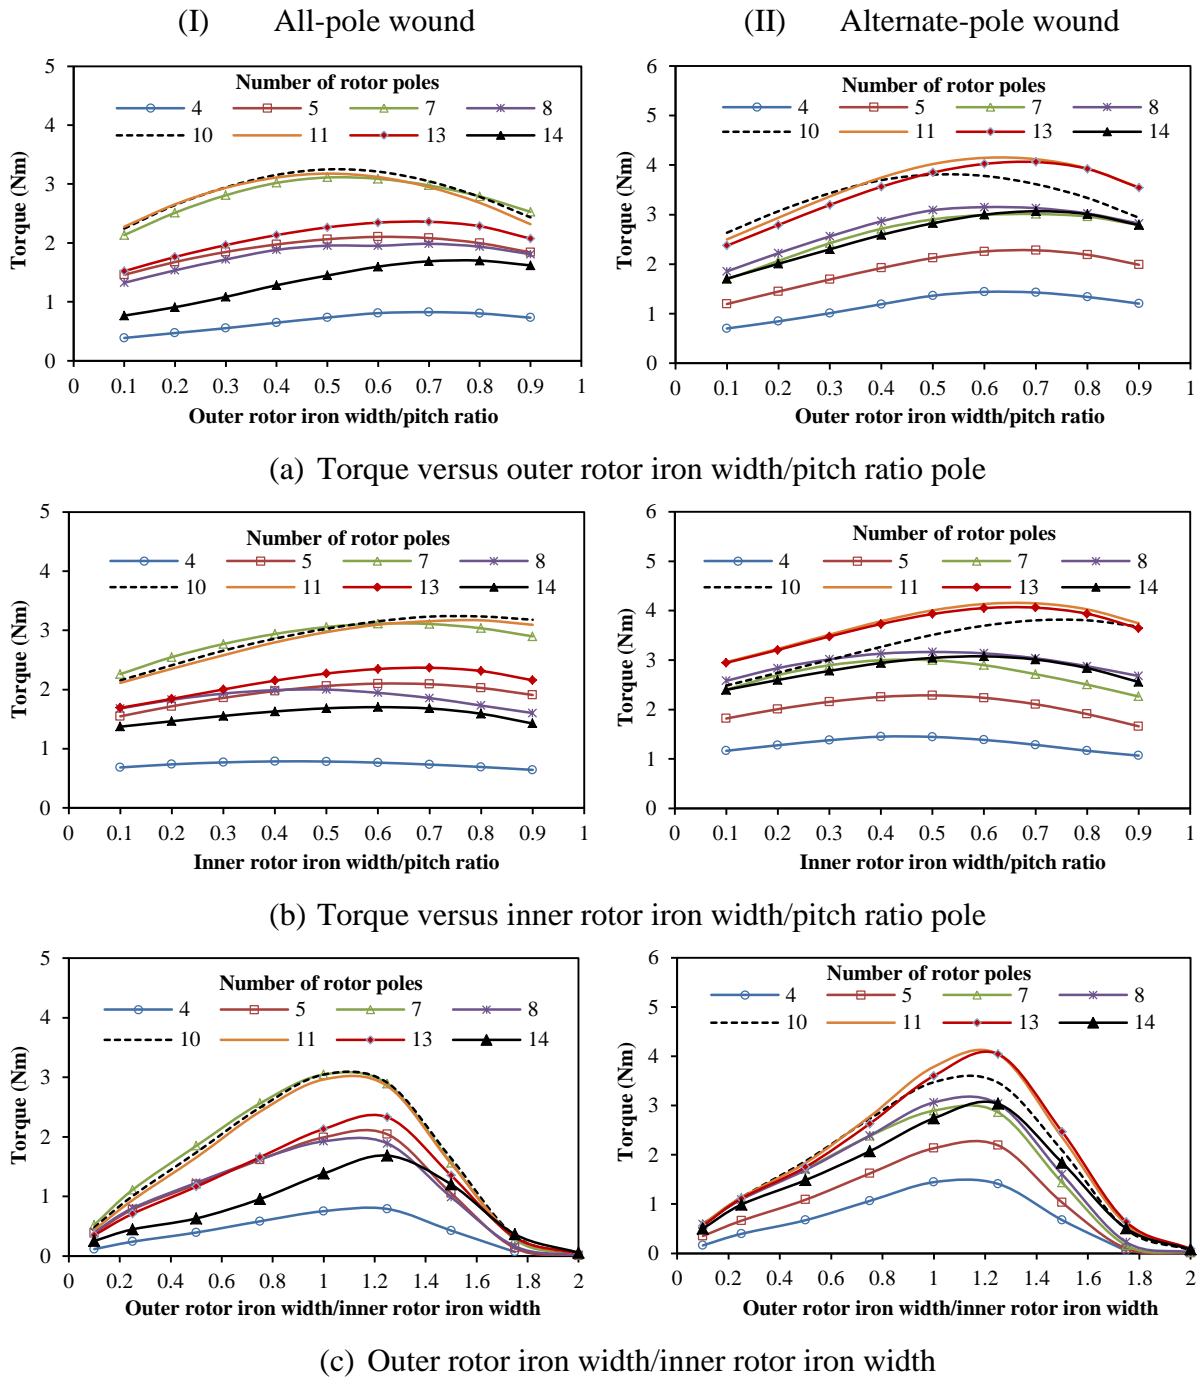 (I) All-pole wound
(II) Alternate-pole wound
Number of rotor poles
4 5 7 8
10 11 13 14
Torque (Nm)
5
4
3
2
1
0
0 0.1 0.2 0.3 0.4 0.5 0.6 0.7 0.8 0.9 1
Outer rotor iron width/pitch ratio
Number of rotor poles
4 5 7 8
10 11 13 14
Torque (Nm)
6
5
4
3
2
1
0
0 0.1 0.2 0.3 0.4 0.5 0.6 0.7 0.8 0.9 1
Outer rotor iron width/pitch ratio
(a) Torque versus outer rotor iron width/pitch ratio pole
Number of rotor poles
4 5 7 8
10 11 13 14
Torque (Nm)
5
4
3
2
1
0
0 0.1 0.2 0.3 0.4 0.5 0.6 0.7 0.8 0.9 1
Inner rotor iron width/pitch ratio
Number of rotor poles
4 5 7 8
10 11 13 14
Torque (Nm)
6
5
4
3
2
1
0
0 0.1 0.2 0.3 0.4 0.5 0.6 0.7 0.8 0.9 1
Inner rotor iron width/pitch ratio
(b) Torque versus inner rotor iron width/pitch ratio pole
Number of rotor poles
4 5 7 8
10 11 13 14
Torque (Nm)
5
4
3
2
1
0
0 0.2 0.4 0.6 0.8 1 1.2 1.4 1.6 1.8 2
Outer rotor iron width/inner rotor iron width
Number of rotor poles
4 5 7 8
10 11 13 14
Torque (Nm)
6
5
4
3
2
1
0
0 0.2 0.4 0.6 0.8 1 1.2 1.4 1.6 1.8 2
Outer rotor iron width/inner rotor iron width
(c) Outer rotor iron width/inner rotor iron width